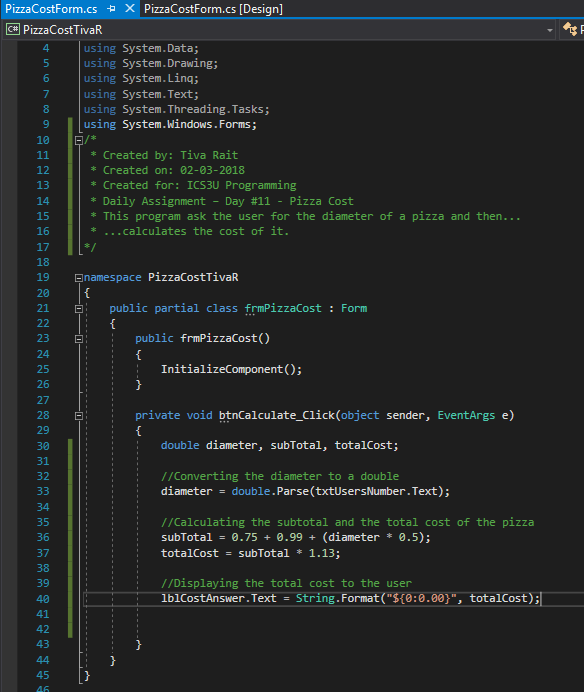 PizzaCostForm.cs PizzaCostForm.cs [Design]
C# PizzaCostTivaR
4 using System.Data;
5 using System.Drawing;
6 using System.Linq;
7 using System.Text;
8 using System.Threading.Tasks;
9 using System.Windows.Forms;
10 /*
11 * Created by: Tiva Rait
12 * Created on: 02-03-2018
13 * Created for: ICS3U Programming
14 * Daily Assignment – Day #11 - Pizza Cost
15 * This program ask the user for the diameter of a pizza and then...
16 * ...calculates the cost of it.
17 */
18
19 namespace PizzaCostTivaR
20 {
21 public partial class frmPizzaCost : Form
22 {
23 public frmPizzaCost()
24 {
25 InitializeComponent();
26 }
27
28 private void btnCalculate_Click(object sender, EventArgs e)
29 {
30 double diameter, subTotal, totalCost;
31
32 //Converting the diameter to a double
33 diameter = double.Parse(txtUsersNumber.Text);
34
35 //Calculating the subtotal and the total cost of the pizza
36 subTotal = 0.75 + 0.99 + (diameter * 0.5);
37 totalCost = subTotal * 1.13;
38
39 //Displaying the total cost to the user
40 lblCostAnswer.Text = String.Format("${0:0.00}", totalCost);
41
42
43 }
44 }
45 }
46